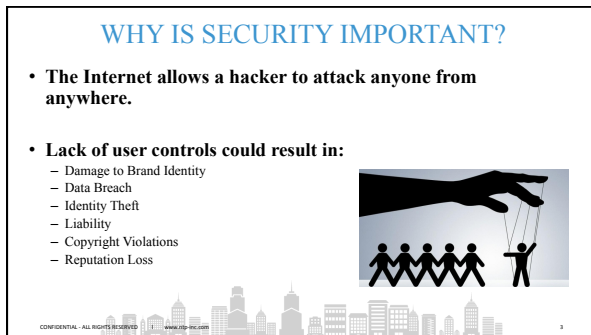 WHY IS SECURITY IMPORTANT?
• The Internet allows a hacker to attack anyone from
anywhere.
• Lack of user controls could result in:
– Damage to Brand Identity
– Data Breach
– Identity Theft
– Liability
– Copyright Violations
– Reputation Loss
CONFIDENTIAL - ALL RIGHTS RESERVED | www.ntp-inc.com 3